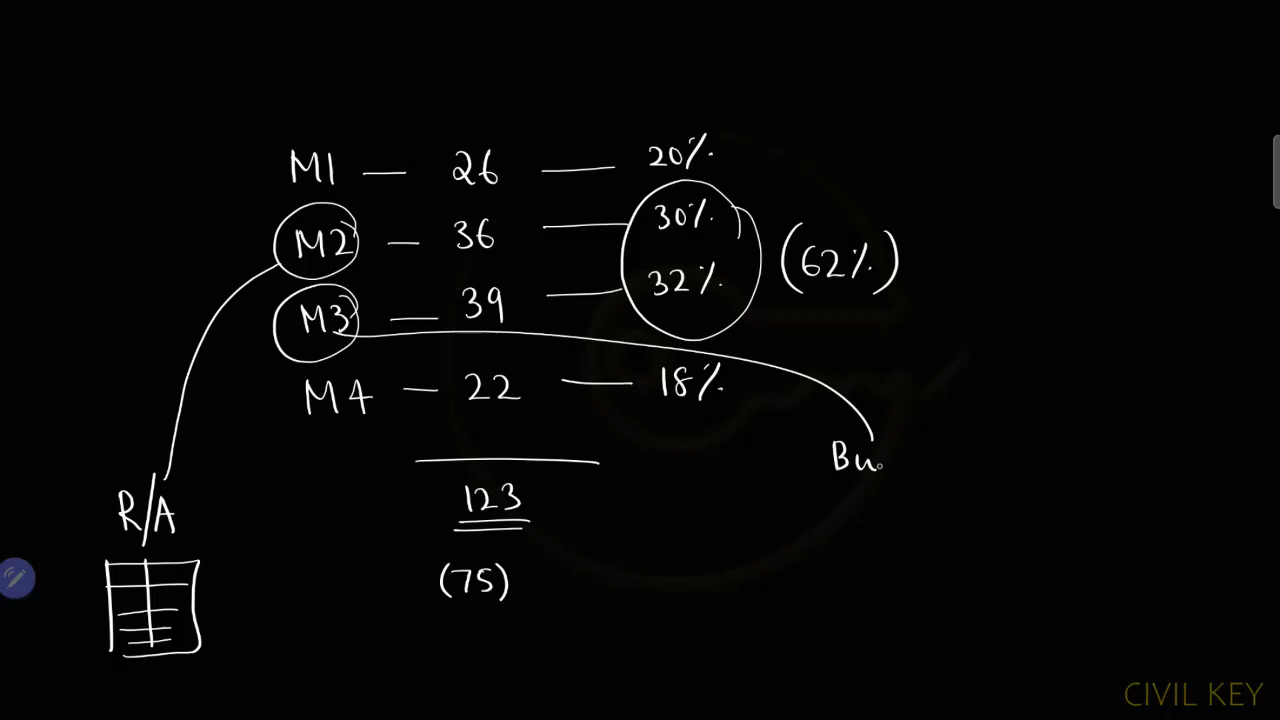 M1 — 26 — 20%.
M2 — 36 — 30%.
M3 — 39 — 32%.
(62%.)
M4 — 22 — 18%.
Bu
123
R/A
(75)
CIVIL KEY